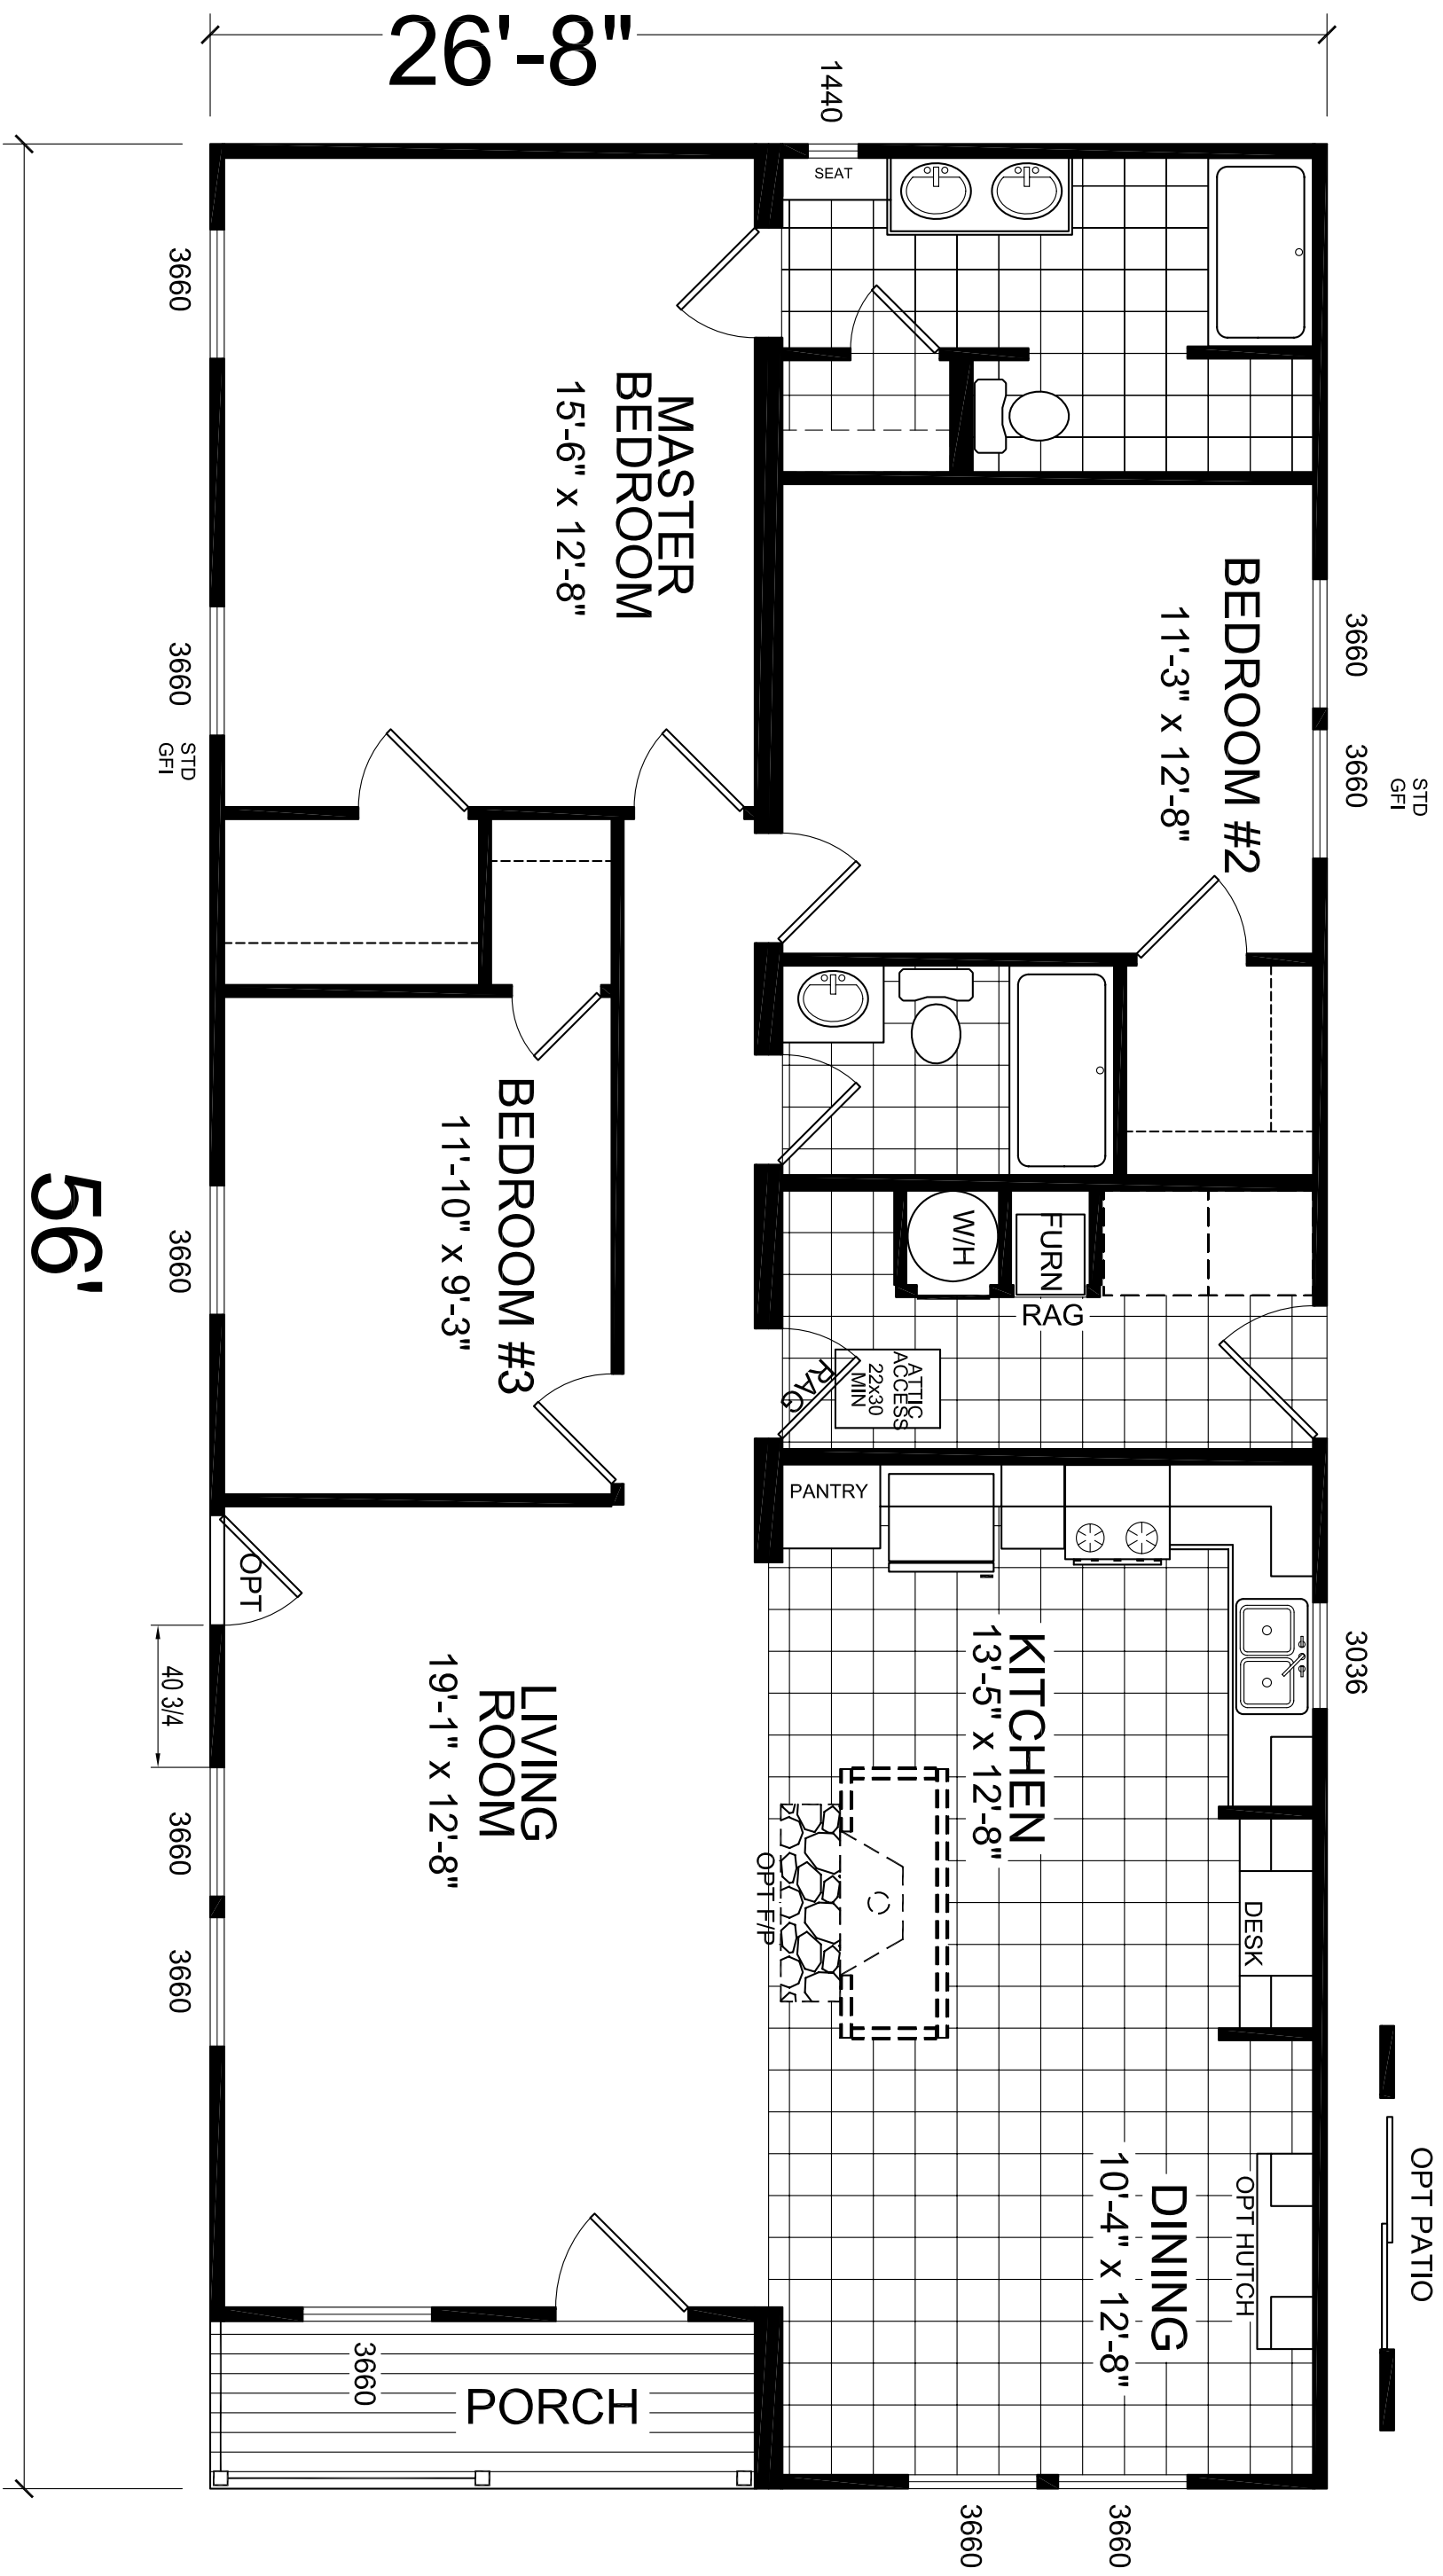 26'-8"
1440
SEAT
3660
MASTER
BEDROOM
15'-6" x 12'-8"
BEDROOM #2
11'-3" x 12'-8"
3660
3660
STD
GFI
3660
STD
GFI
BEDROOM #3
11'-10" x 9'-3"
3660
56'
W/H
FURN
RAG
RAG
ATTIC
ACCESS
22x30
MIN
PANTRY
OPT
40 3/4
KITCHEN
13'-5" x 12'-8"
3036
LIVING
ROOM
19'-1" x 12'-8"
3660
3660
OPT F/P
DESK
DINING
10'-4" x 12'-8"
OPT HUTCH
OPT PATIO
3660
PORCH
3660
3660